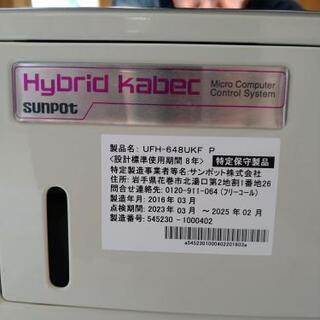 Hybrid kabec
Micro Computer
Control System
sunpot
製品名: UFH-648UKF P
<設計標準使用期間 8年> 特定保守製品
特定製造事業者等名: サンポット株式会社
住所: 岩手県花巻市北湯口第2地割1番地26
問合せ連絡先: 0120-911-064 (フリーコール)
製造年月: 2016年 03月
点検期間: 2023年 03月 ～2025年 02月
製造番号: 545230 -1000402
a5452301000402201603a